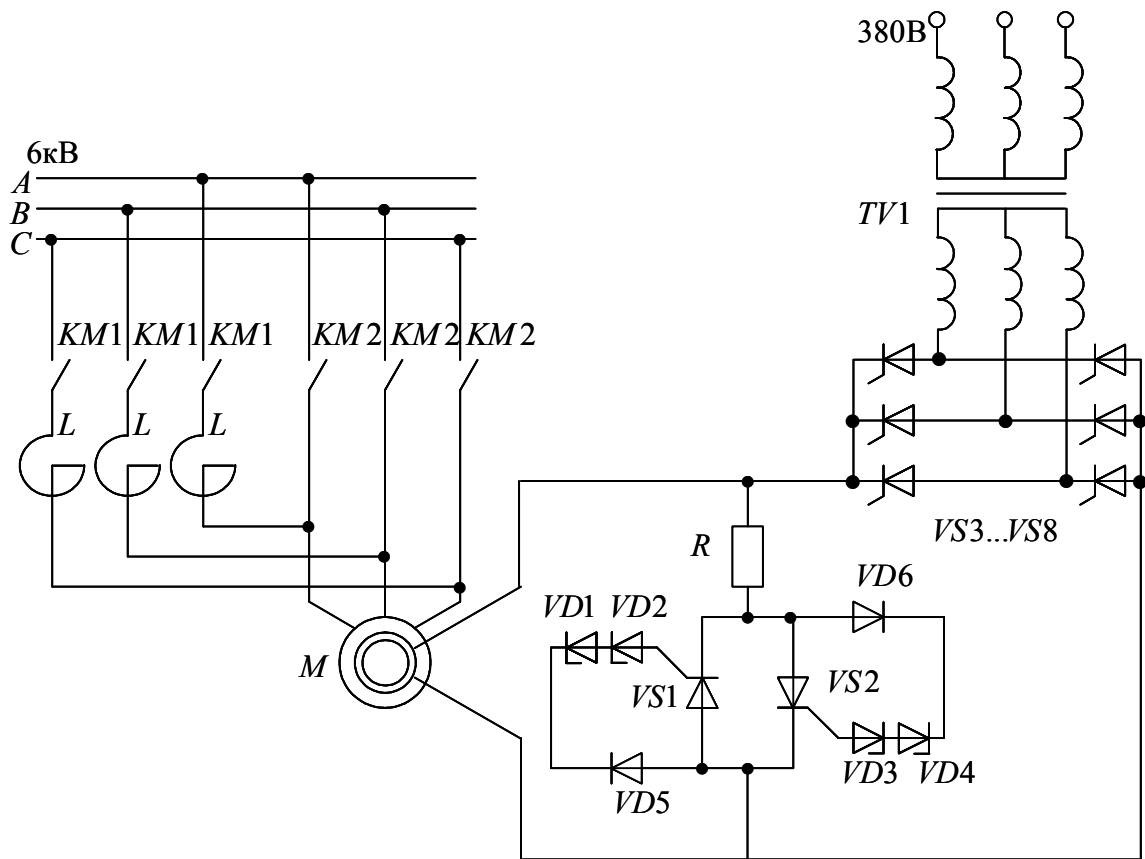 380В
6кВ
A
B
C
TV1
KM1 KM1 KM1 KM2 KM2 KM2
L L L
VS3...VS8
R
VD6
VD1 VD2
M
VS1
VS2
VD3 VD4
VD5